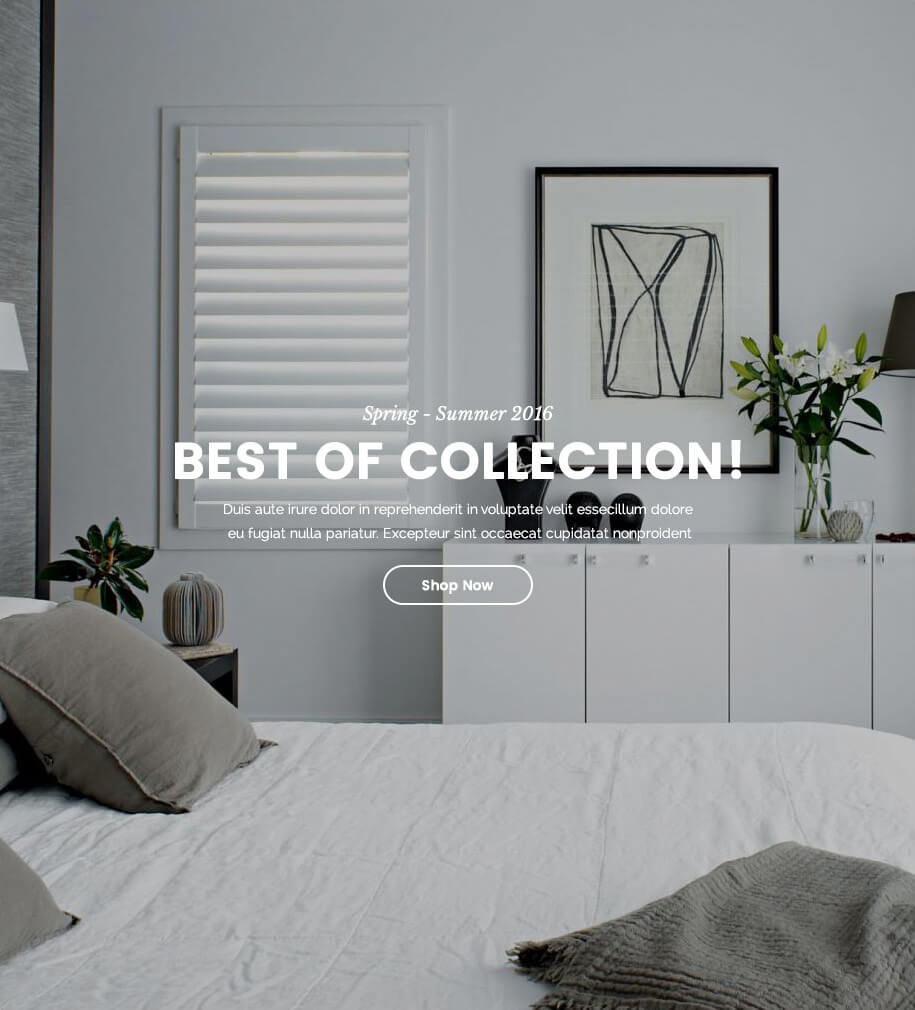 Spring - Summer 2016
BEST OF COLLECTION!
Duis aute irure dolor in reprehenderit in voluptate velit essecillum dolore
eu fugiat nulla pariatur. Excepteur sint occaecat cupidatat nonproident
Shop Now